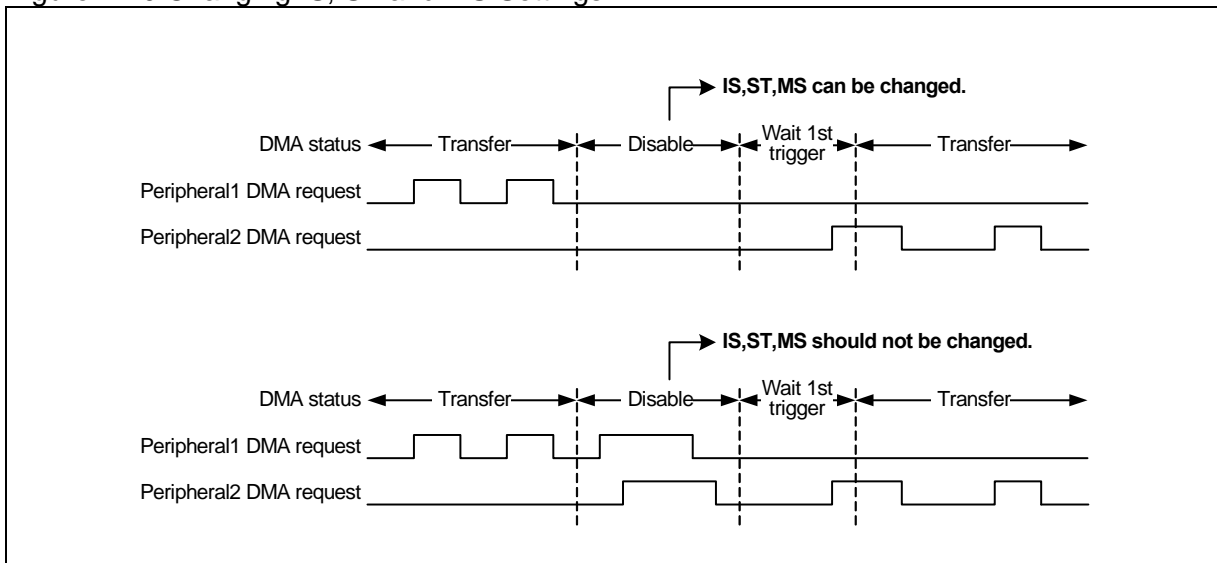 IS,ST,MS can be changed.
DMA status Transfer Disable Wait 1st trigger Transfer
Peripheral1 DMA request
Peripheral2 DMA request
IS,ST,MS should not be changed.
DMA status Transfer Disable Wait 1st trigger Transfer
Peripheral1 DMA request
Peripheral2 DMA request